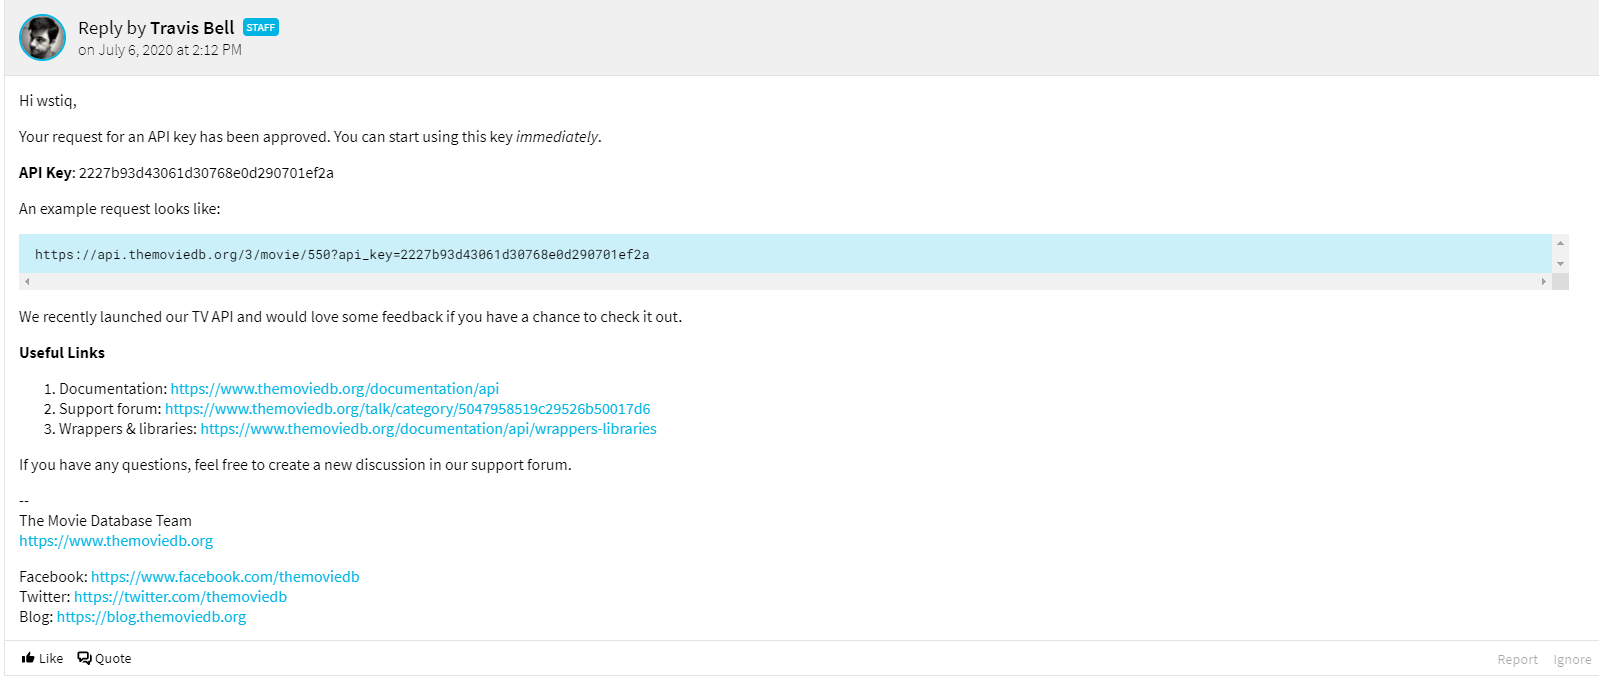 Reply by Travis Bell STAFF
on July 6, 2020 at 2:12 PM
Hi wstiq,
Your request for an API key has been approved. You can start using this key immediately.
API Key: 2227b93d43061d30768e0d290701ef2a
An example request looks like:
https://api.themoviedb.org/3/movie/550?api_key=2227b93d43061d30768e0d290701ef2a
We recently launched our TV API and would love some feedback if you have a chance to check it out.
Useful Links
1. Documentation: https://www.themoviedb.org/documentation/api
2. Support forum: https://www.themoviedb.org/talk/category/5047958519c29526b50017d6
3. Wrappers & libraries: https://www.themoviedb.org/documentation/api/wrappers-libraries
If you have any questions, feel free to create a new discussion in our support forum.
--
The Movie Database Team
https://www.themoviedb.org
Facebook: https://www.facebook.com/themoviedb
Twitter: https://twitter.com/themoviedb
Blog: https://blog.themoviedb.org
Like Quote Report Ignore